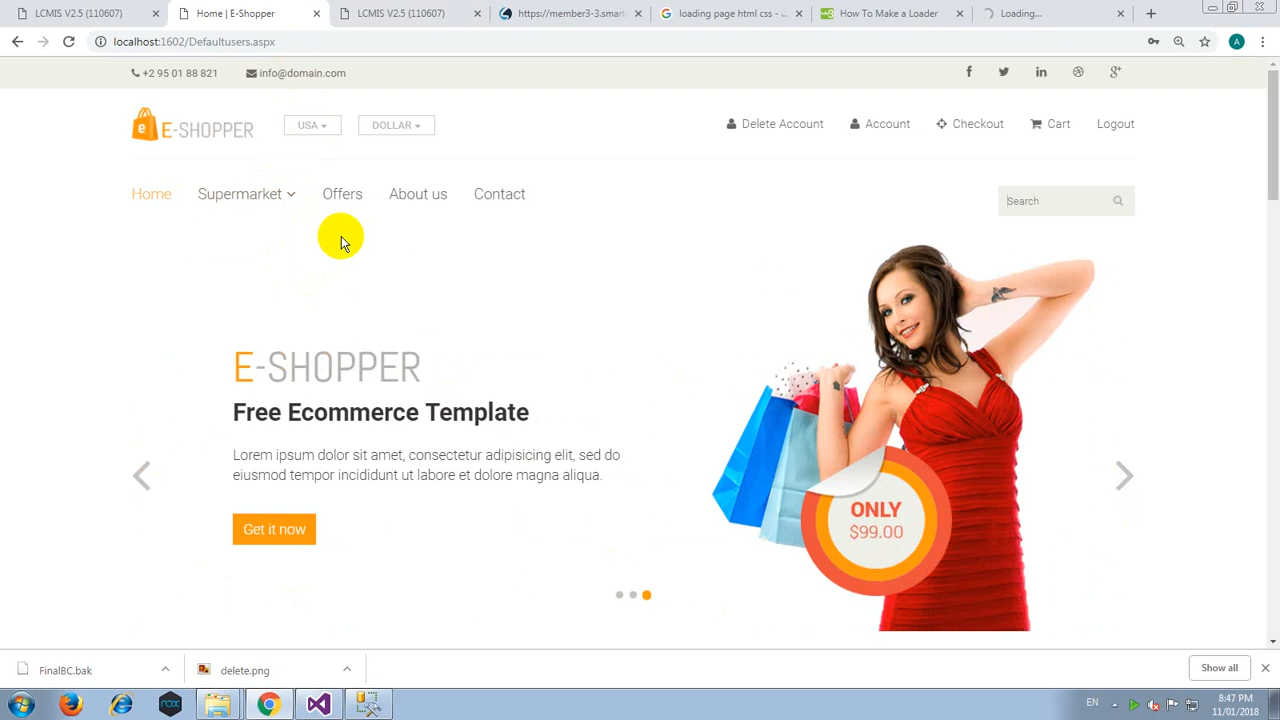 LCMIS V2.5 (110607)
Home | E-Shopper
LCMIS V2.5 (110607)
https://member3-3.smart
loading page html css - 
How To Make a Loader
Loading...
localhost:1602/Defaultusers.aspx
A
+2 95 01 88 821
info@domain.com
E-SHOPPER
USA
DOLLAR
Delete Account
Account
Checkout
Cart
Logout
Home
Supermarket
Offers
About us
Contact
Search
E-SHOPPER
Free Ecommerce Template
Lorem ipsum dolor sit amet, consectetur adipisicing elit, sed do
eiusmod tempor incididunt ut labore et dolore magna aliqua.
Get it now
ONLY
$99.00
FinalBC.bak
delete.png
Show all
nox
EN
8:47 PM
11/01/2018